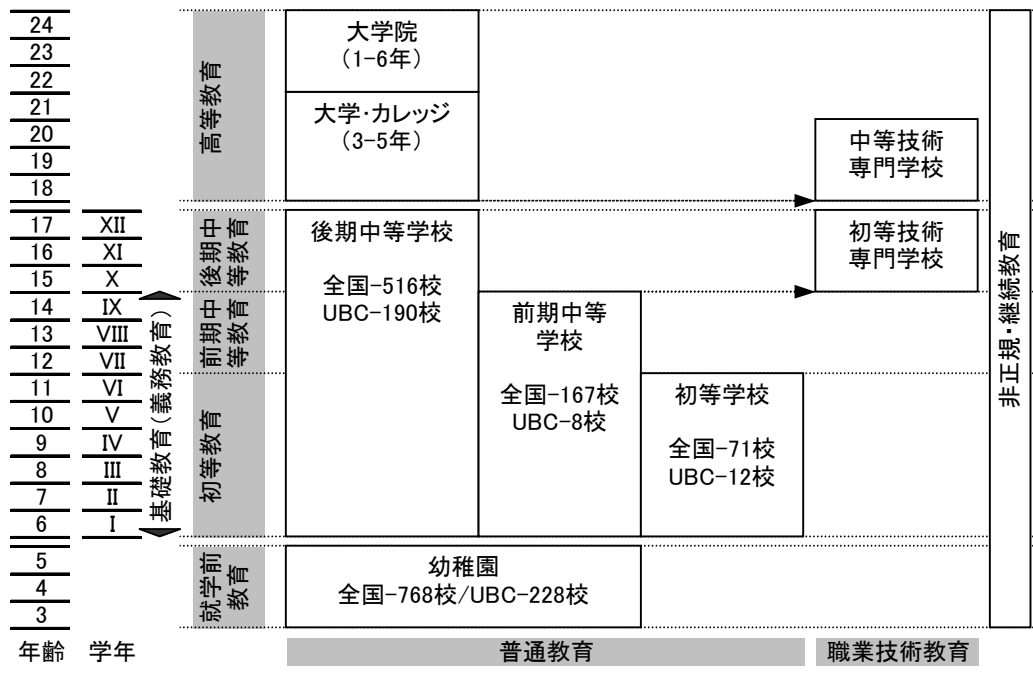 24
23
22
21
20
19
18
17
16
15
14
13
12
11
10
9
8
7
6
5
4
3
年齢
XII
XI
X
IX
VIII
VII
VI
V
IV
III
II
I
学年
基礎教育(義務教育)
高等教育
後期中
等教育
前期中
等教育
初等教育
就学前
教育
大学院
(1-6年)
大学・カレッジ
(3-5年)
後期中等学校
全国-516校
UBC-190校
前期中等
学校
全国-167校
UBC-8校
初等学校
全国-71校
UBC-12校
幼稚園
全国-768校/UBC-228校
中等技術
専門学校
初等技術
専門学校
非正規・継続教育
普通教育
職業技術教育